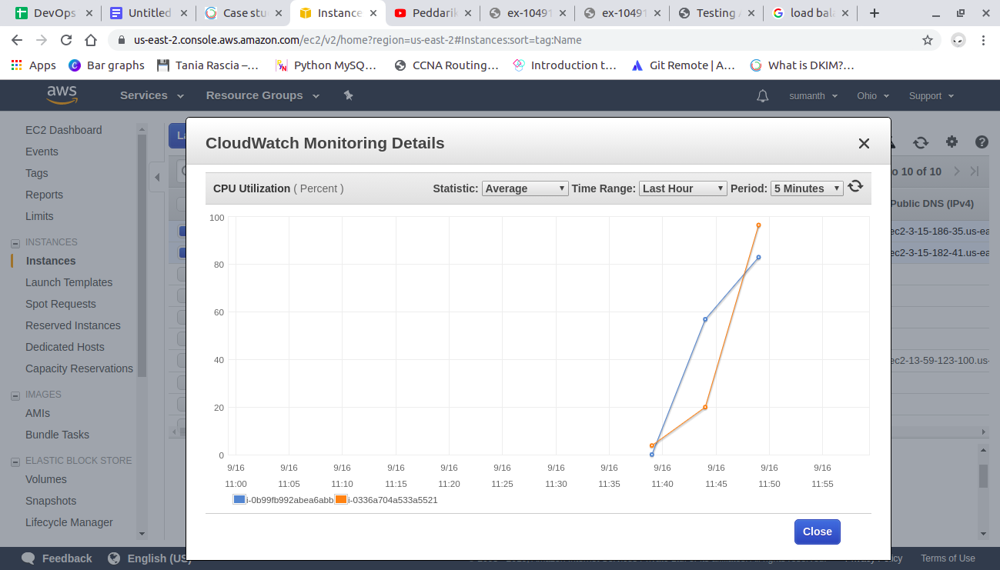 DevOps Untitled Case stu Instance Peddarik ex-10491 ex-1049 Testing load bal
us-east-2.console.aws.amazon.com/ec2/v2/home?region=us-east-2#Instances:sort=tag:Name
Apps Bar graphs Tania Rascia –… Python MySQ… CCNA Routing… Introduction t… Git Remote | A… What is DKIM?…
aws Services Resource Groups sumanth Ohio Support
EC2 Dashboard
Events
Tags
Reports
Limits
INSTANCES
Instances
Launch Templates
Spot Requests
Reserved Instances
Dedicated Hosts
Capacity Reservations
IMAGES
AMIs
Bundle Tasks
ELASTIC BLOCK STORE
Volumes
Snapshots
Lifecycle Manager
CloudWatch Monitoring Details
CPU Utilization ( Percent ) Statistic: Average Time Range: Last Hour Period: 5 Minutes
100
80
60
40
20
0
9/16 9/16 9/16 9/16 9/16 9/16 9/16 9/16 9/16 9/16 9/16 9/16
11:00 11:05 11:10 11:15 11:20 11:25 11:30 11:35 11:40 11:45 11:50 11:55
i-0b99fb992abea6abb i-0336a704a533a5521
Close
o 10 of 10
Public DNS (IPv4)
ec2-3-15-186-35.us-ea
ec2-3-15-182-41.us-ea
ec2-13-59-123-100.us-
Feedback English (US) Terms of Use